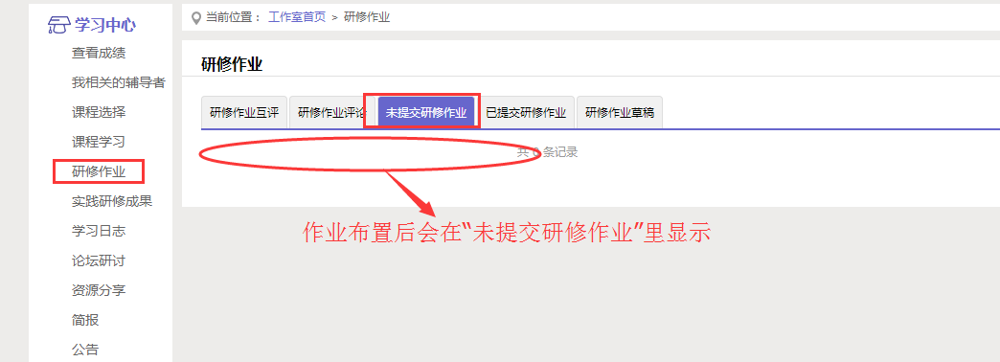 学习中心
查看成绩
我相关的辅导者
课程选择
课程学习
研修作业
实践研修成果
学习日志
论坛研讨
资源分享
简报
公告
当前位置： 工作室首页 > 研修作业
研修作业
研修作业互评 研修作业评论 未提交研修作业 已提交研修作业 研修作业草稿
共 0 条记录
作业布置后会在“未提交研修作业”里显示